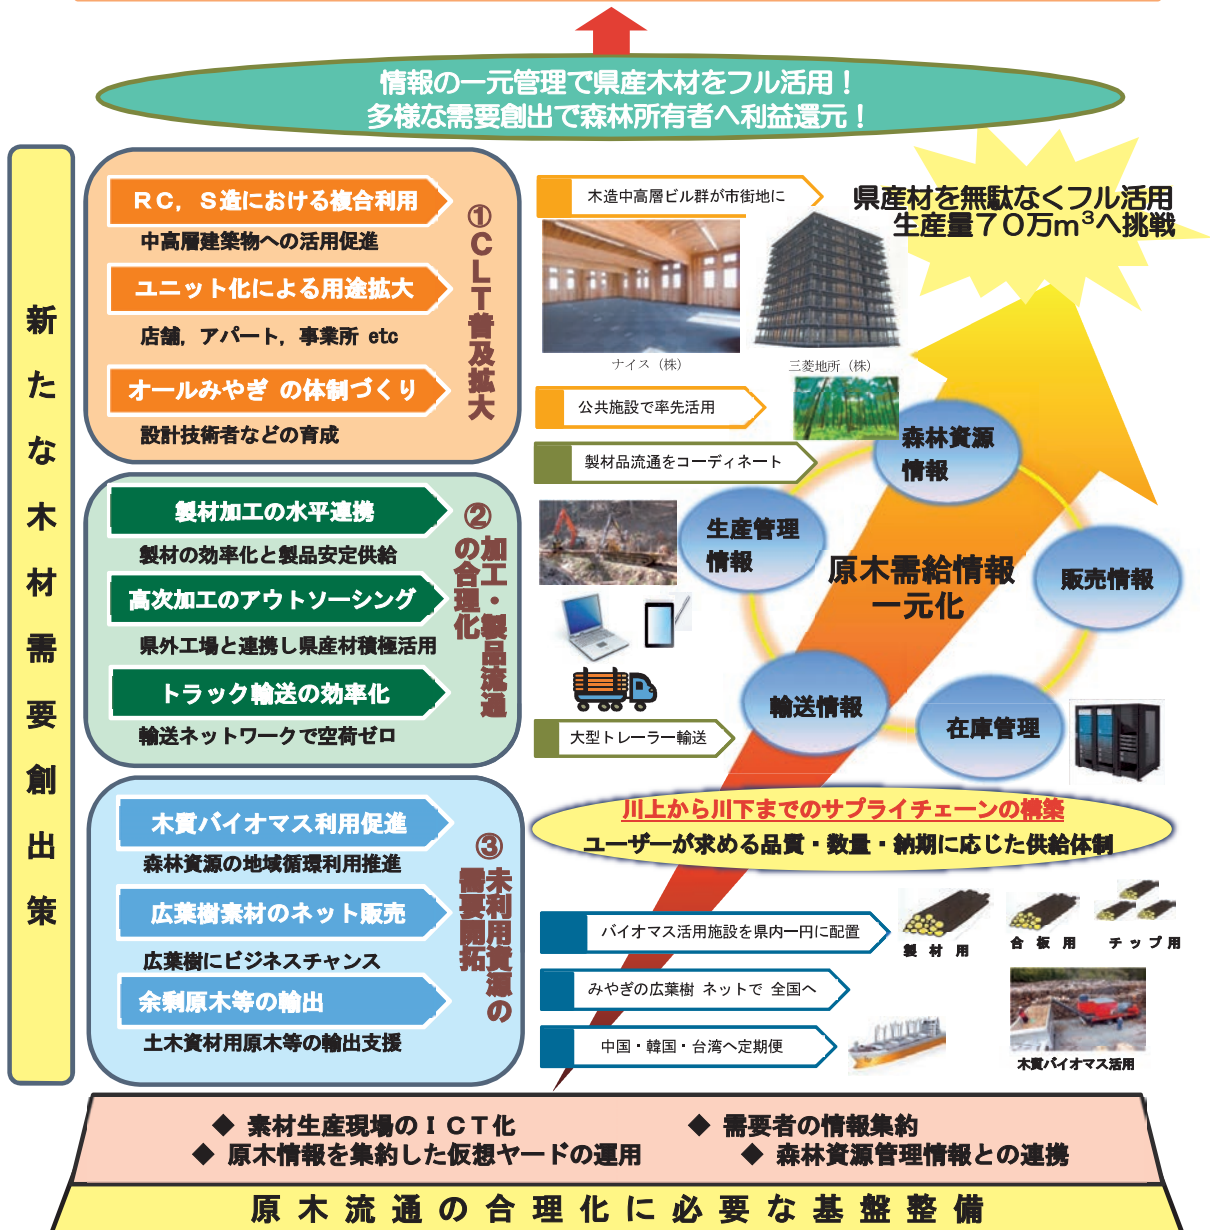 情報の一元管理で県産木材をフル活用！
多様な需要創出で森林所有者へ利益還元！
新たな木材需要創出策
①CLT普及拡大
ＲＣ，Ｓ造における複合利用
中高層建築物への活用促進
ユニット化による用途拡大
店舗，アパート，事業所 etc
オールみやぎ の体制づくり
設計技術者などの育成
②加工・製品流通
の合理化
製材加工の水平連携
製材の効率化と製品安定供給
高次加工のアウトソーシング
県外工場と連携し県産材積極活用
トラック輸送の効率化
輸送ネットワークで空荷ゼロ
③未利用資源の
需要開拓
木質バイオマス利用促進
森林資源の地域循環利用推進
広葉樹素材のネット販売
広葉樹にビジネスチャンス
余剰原木等の輸出
土木資材用原木等の輸出支援
木造中高層ビル群が市街地に
県産材を無駄なくフル活用
生産量７０万m³へ挑戦
ナイス（株）
三菱地所（株）
公共施設で率先活用
製材品流通をコーディネート
森林資源
情報
生産管理
情報
原木需給情報
一元化
販売情報
輸送情報
在庫管理
大型トレーラー輸送
川上から川下までのサプライチェーンの構築
ユーザーが求める品質・数量・納期に応じた供給体制
バイオマス活用施設を県内一円に配置
製材用
合板用
チップ用
みやぎの広葉樹 ネットで 全国へ
中国・韓国・台湾へ定期便
木質バイオマス活用
◆ 素材生産現場のＩＣＴ化
◆ 需要者の情報集約
◆ 原木情報を集約した仮想ヤードの運用
◆ 森林資源管理情報との連携
原木流通の合理化に必要な基盤整備